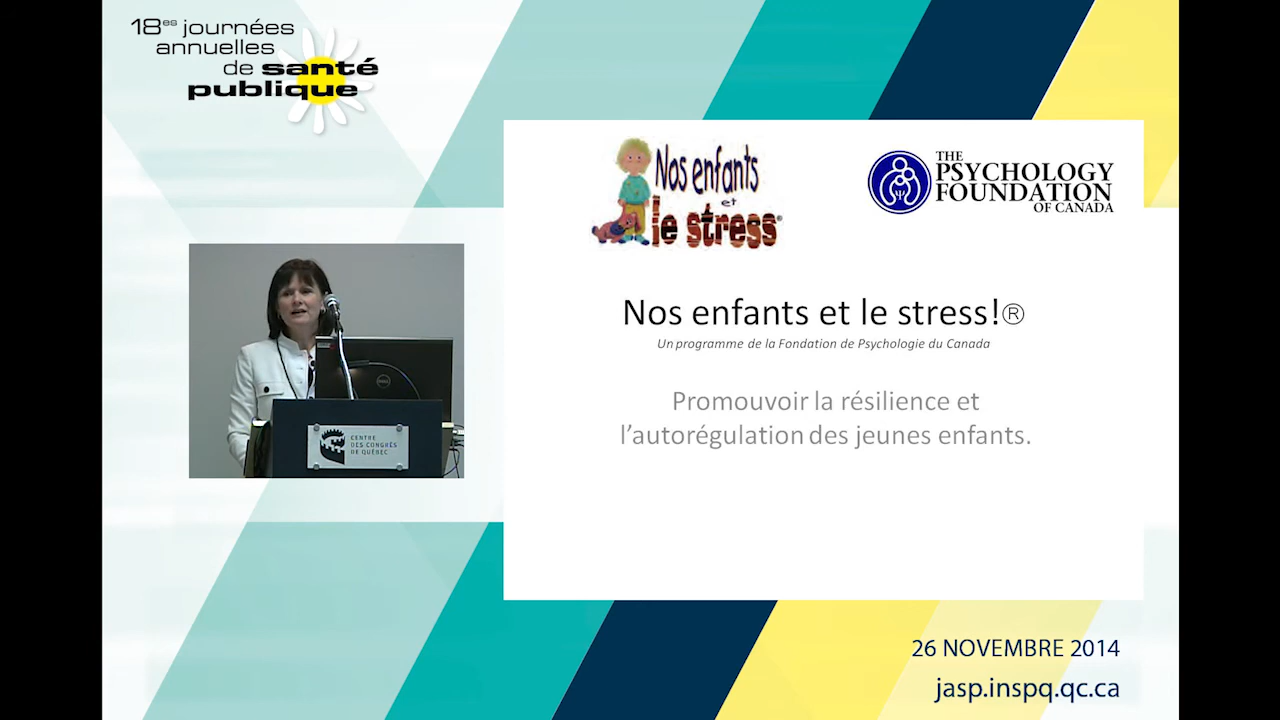 18es journées
annuelles
de santé
publique
Nos enfants
et
le stress®
THE
PSYCHOLOGY
FOUNDATION
OF CANADA
Nos enfants et le stress!®
Un programme de la Fondation de Psychologie du Canada
Promouvoir la résilience et
l’autorégulation des jeunes enfants.
DELL
CENTRE
DES CONGRÈS
DE QUÉBEC
26 NOVEMBRE 2014
jasp.inspq.qc.ca